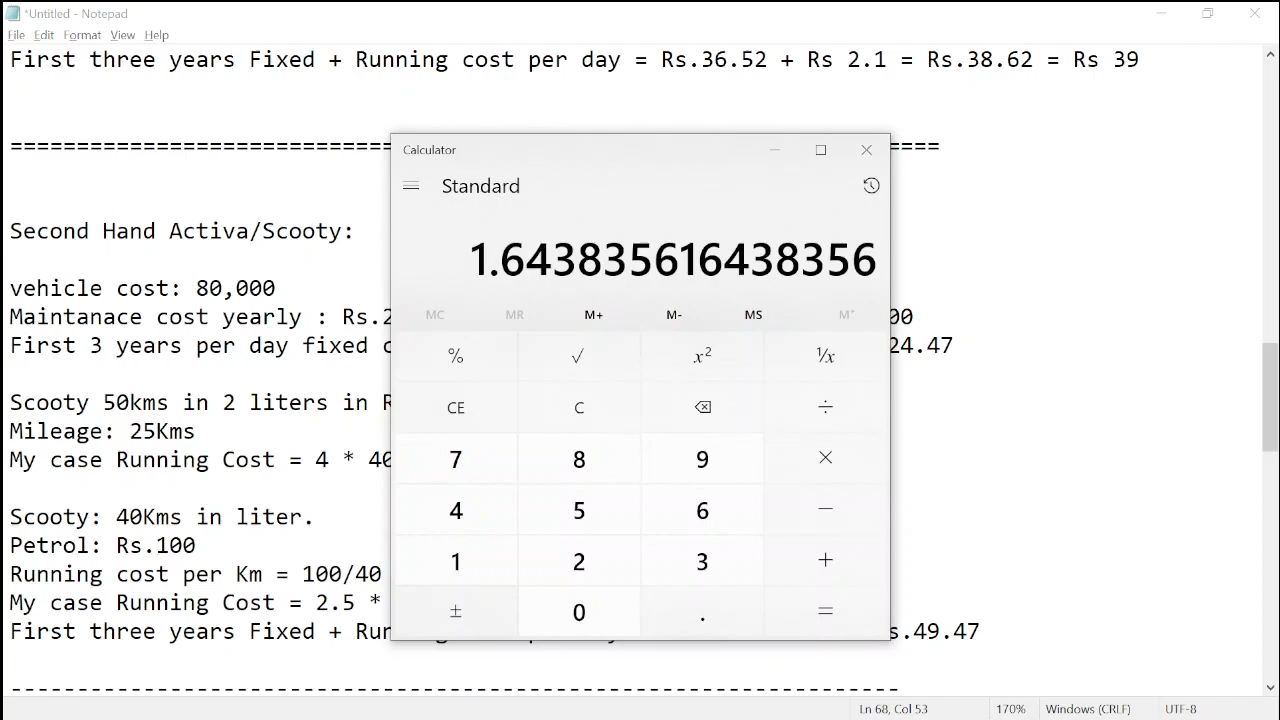 *Untitled - Notepad
File Edit Format View Help
First three years Fixed + Running cost per day = Rs.36.52 + Rs 2.1 = Rs.38.62 = Rs 39
Calculator
Standard
Second Hand Activa/Scooty:
1.643835616438356
vehicle cost: 80,000
MC MR M+ M- MS M˅
Maintanace cost yearly : Rs.2 00
First 3 years per day fixed c 24.47
% √ x² ⅟x
Scooty 50kms in 2 liters in R
CE C ⌫ ÷
Mileage: 25Kms
My case Running Cost = 4 * 40
7 8 9 ×
Scooty: 40Kms in liter.
4 5 6 −
Petrol: Rs.100
Running cost per Km = 100/40
1 2 3 +
My case Running Cost = 2.5 *
± 0 . =
First three years Fixed + Run s.49.47
Ln 68, Col 53 170% Windows (CRLF) UTF-8